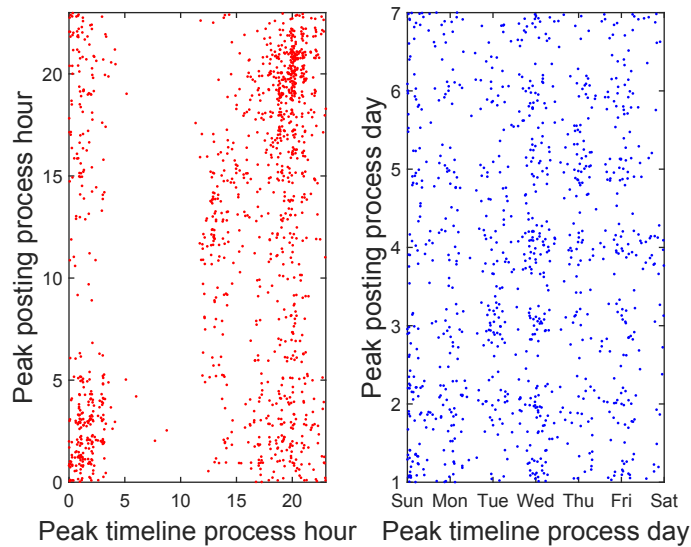 Peak posting process hour
20
15
10
5
0
0 5 10 15 20
Peak timeline process hour
Peak posting process day
7
6
5
4
3
2
1
Sun Mon Tue Wed Thu Fri Sat
Peak timeline process day